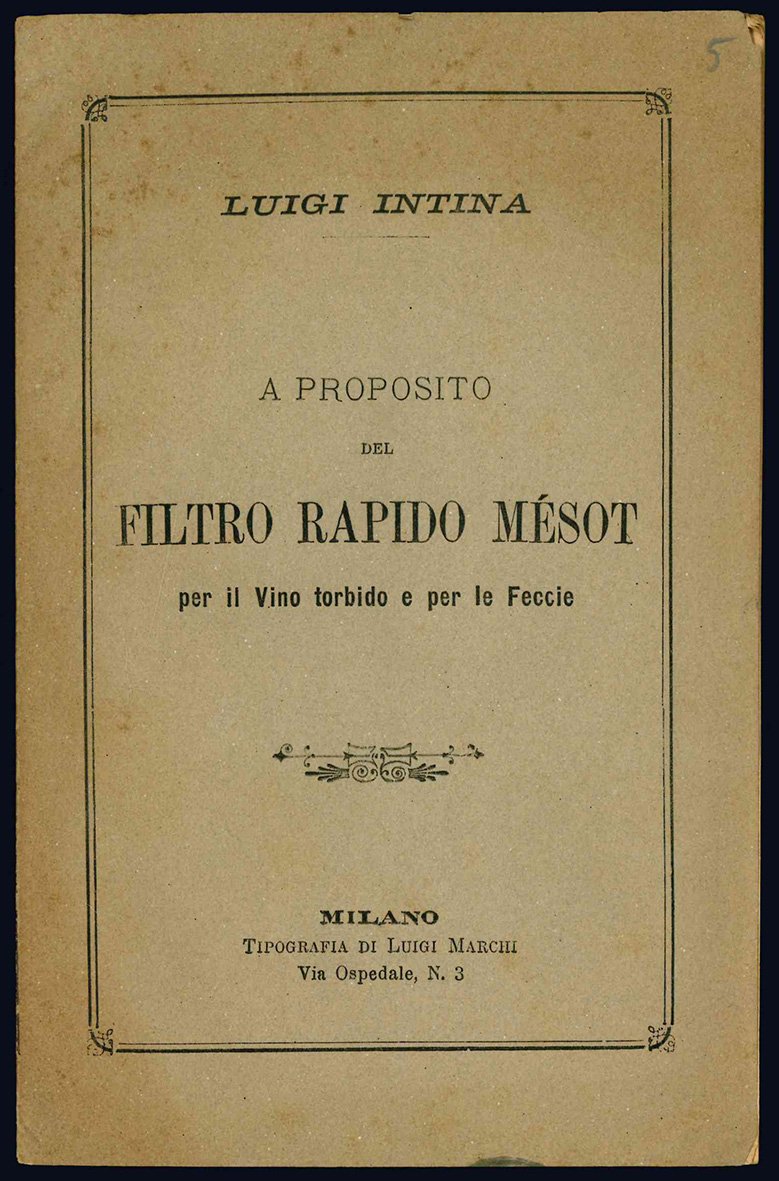 5
LUIGI INTINA
A PROPOSITO
DEL
FILTRO RAPIDO MÉSOT
per il Vino torbido e per le Feccie
MILANO
TIPOGRAFIA DI LUIGI MARCHI
Via Ospedale, N. 3